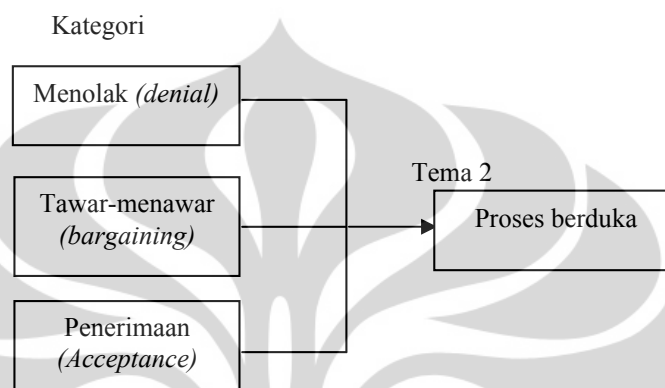 Kategori
Menolak (denial)
Tawar-menawar
(bargaining)
Penerimaan
(Acceptance)
Tema 2
Proses berduka